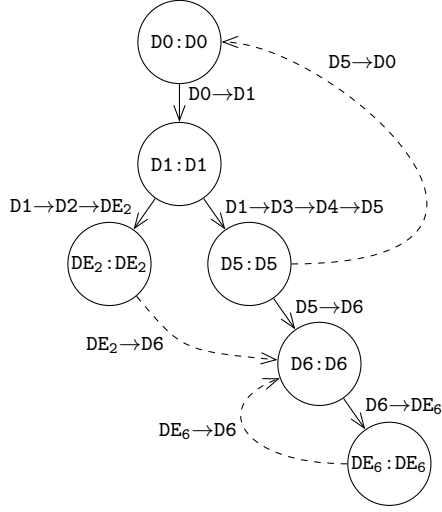 D0:D0
D5→D0
D0→D1
D1:D1
D1→D2→DE₂
D1→D3→D4→D5
DE₂:DE₂
D5:D5
D5→D6
DE₂→D6
D6:D6
D6→DE₆
DE₆→D6
DE₆:DE₆